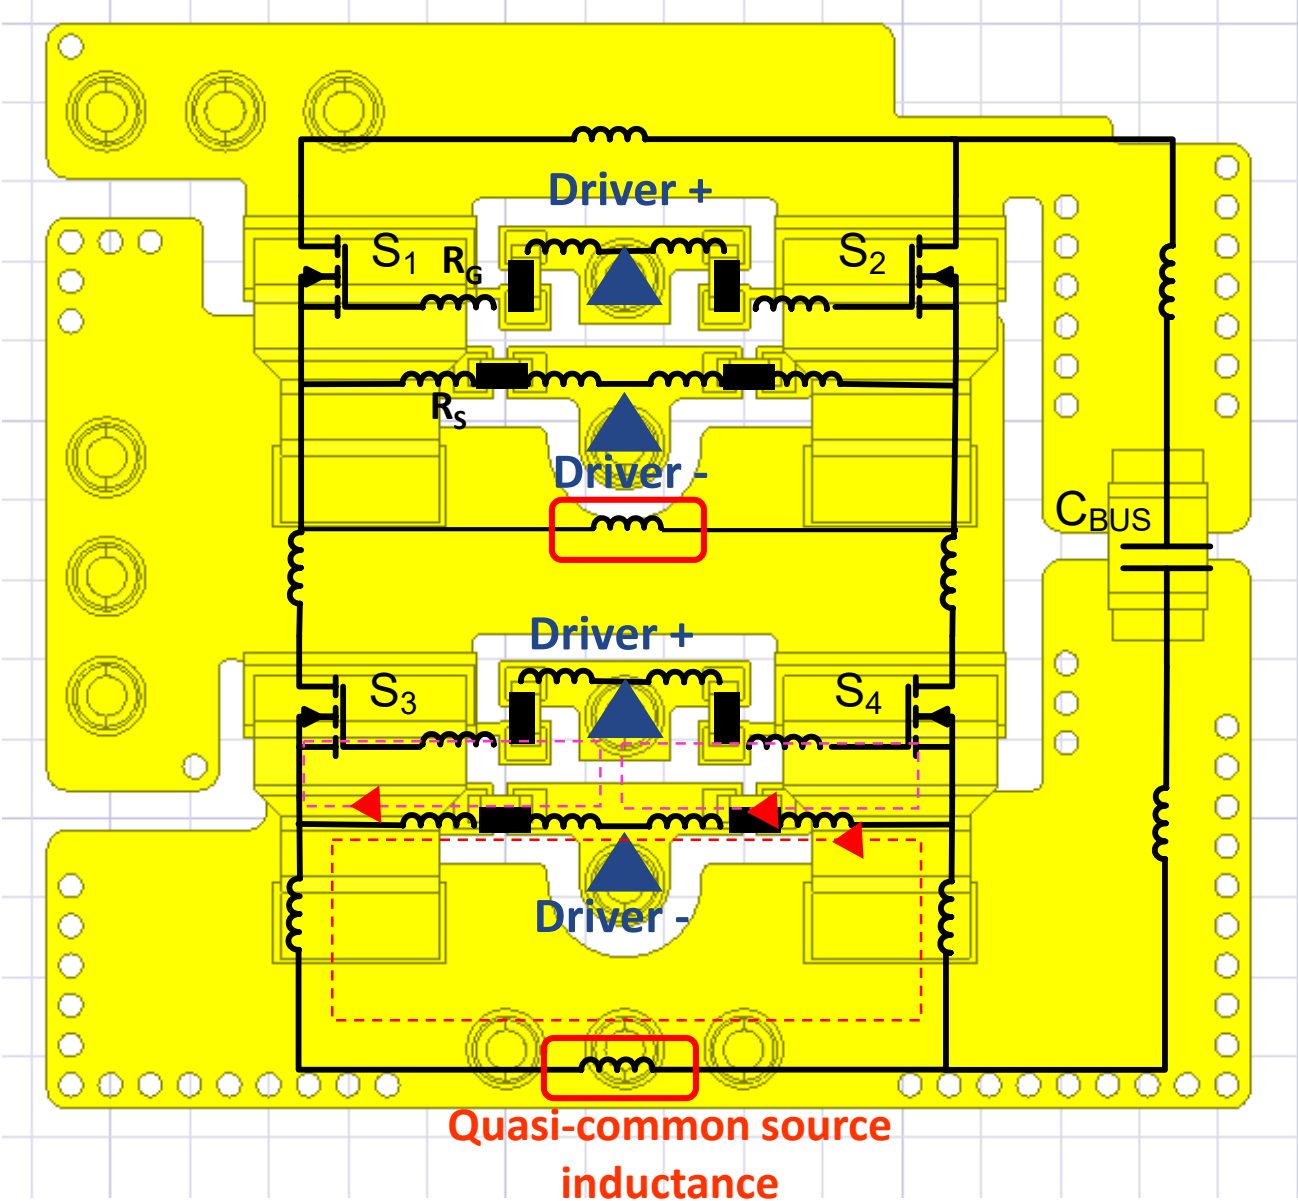 Driver +
S1
RG
S2
RS
Driver -
CBUS
Driver +
S3
S4
Driver -
Quasi-common source
inductance